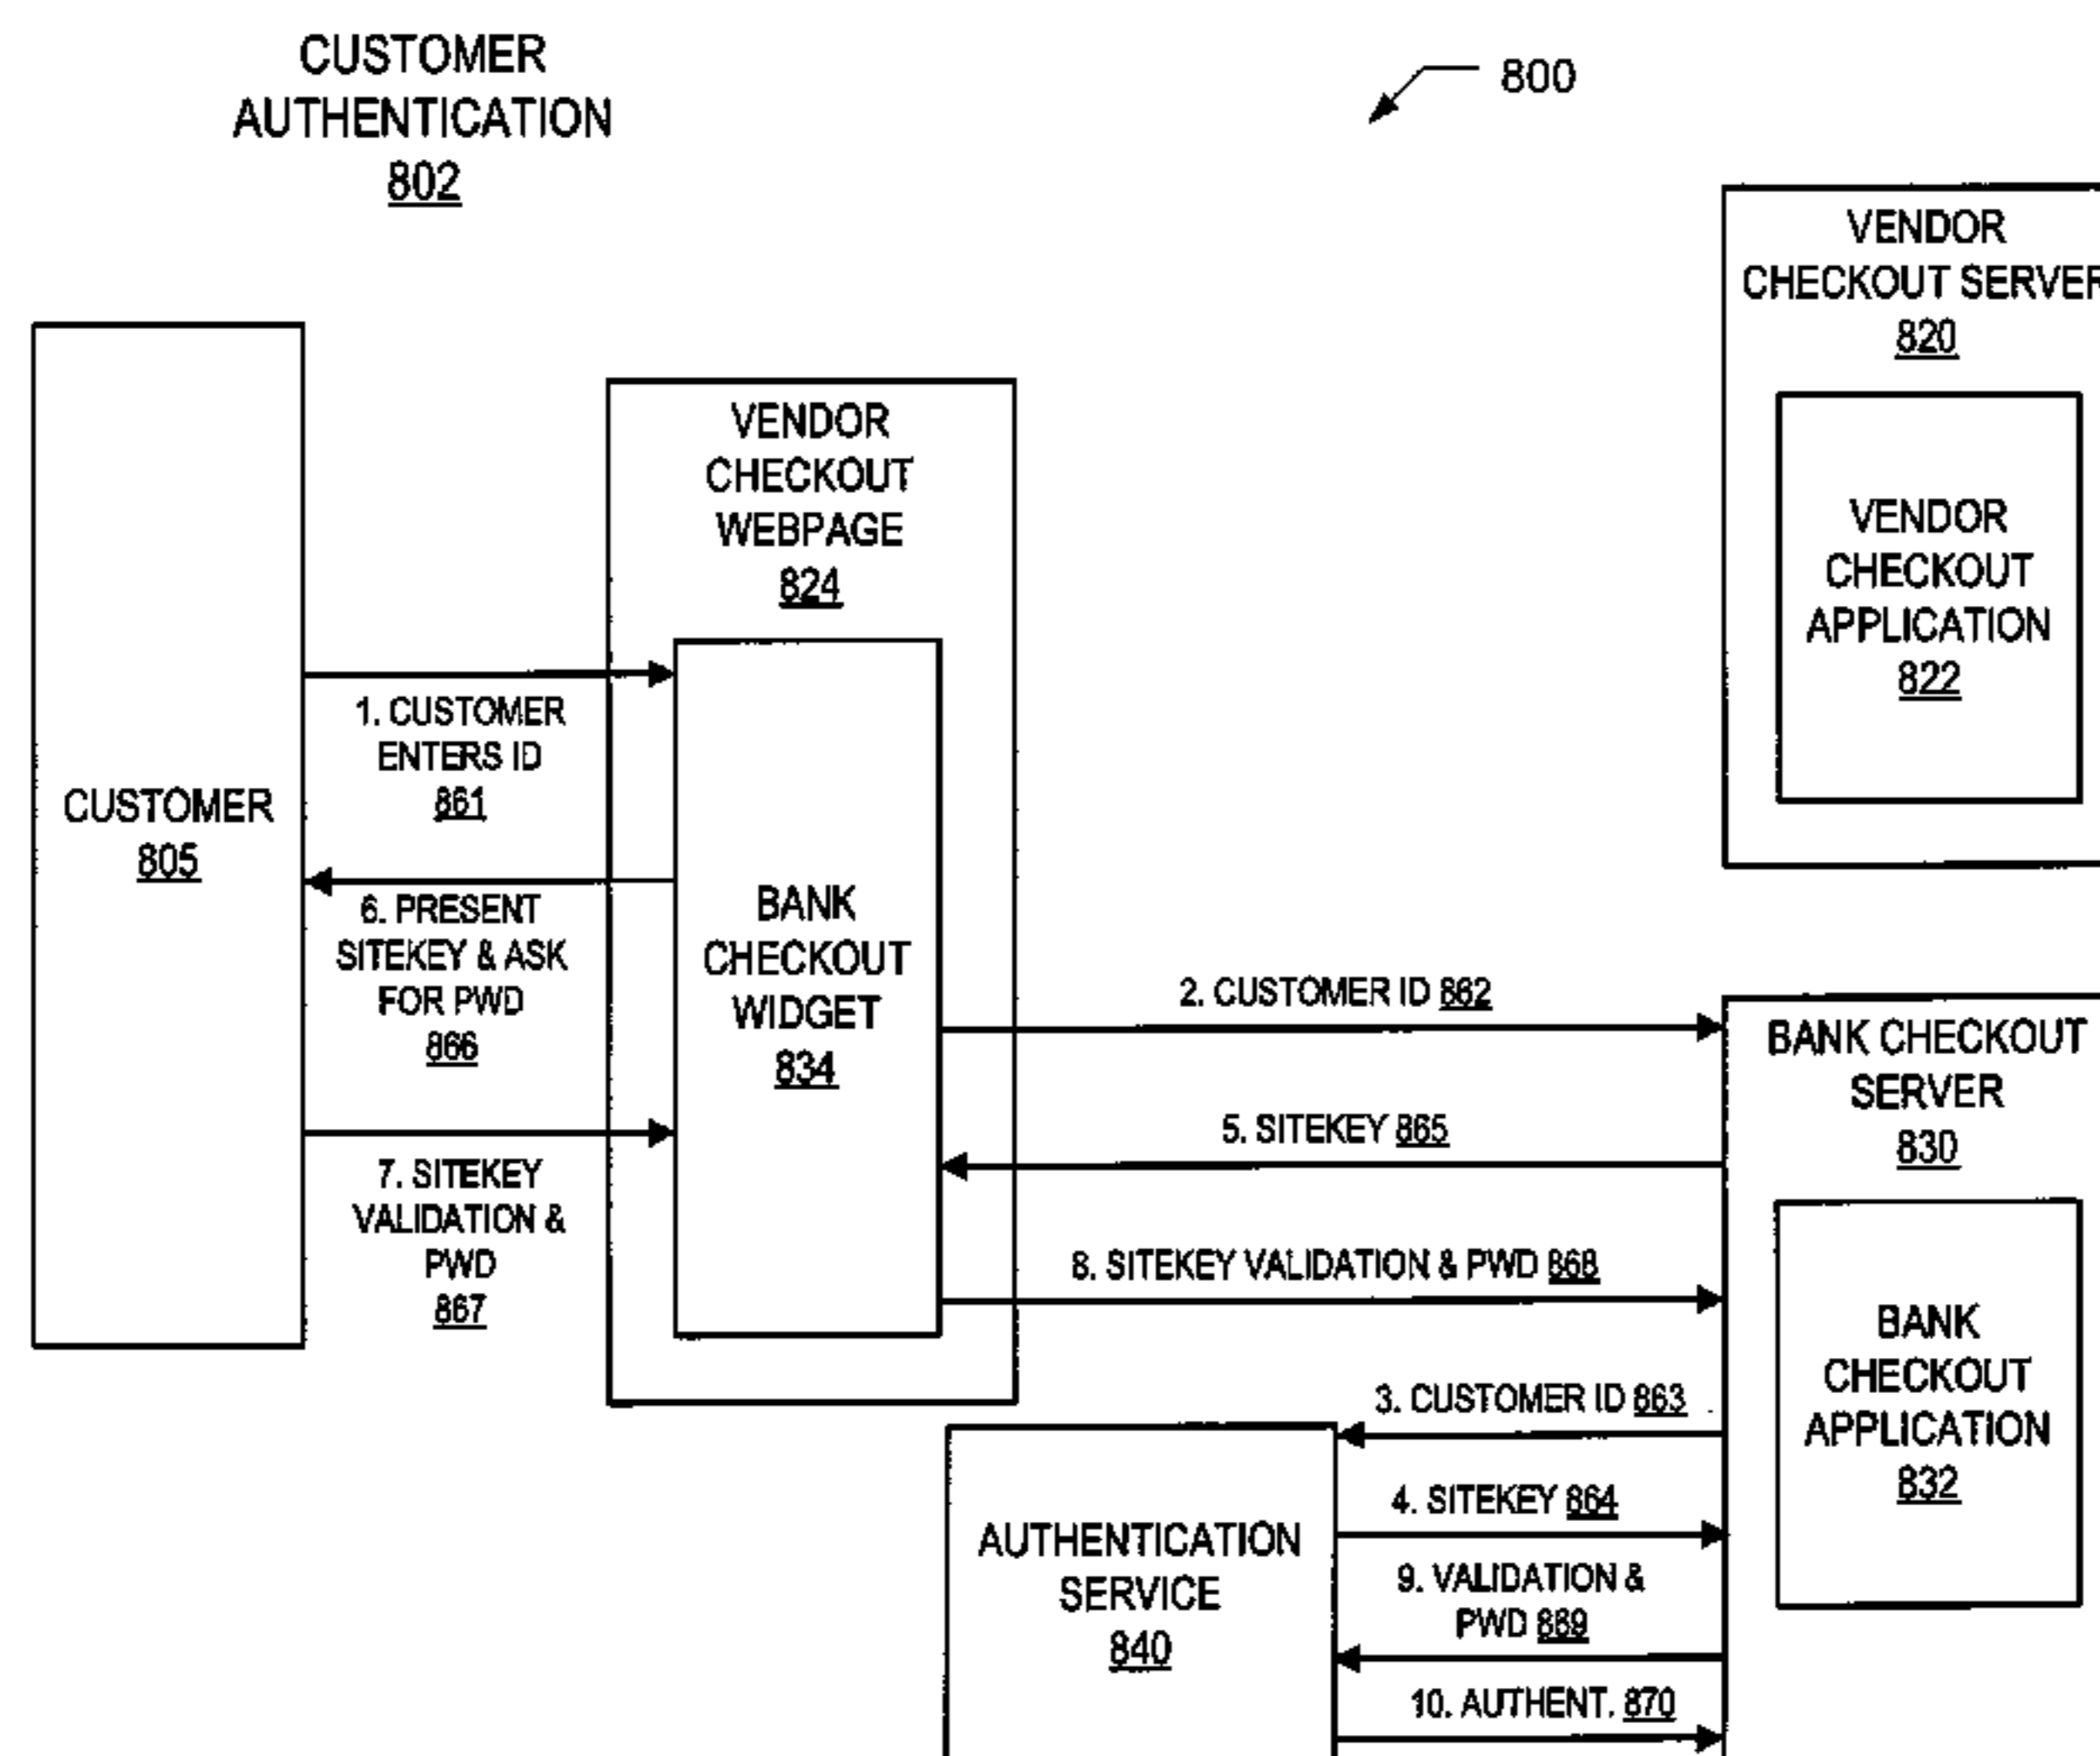 CUSTOMER
AUTHENTICATION
802
800
VENDOR
CHECKOUT SERVER
820
VENDOR
CHECKOUT
APPLICATION
822
CUSTOMER
805
VENDOR
CHECKOUT
WEBPAGE
824
BANK
CHECKOUT
WIDGET
834
1. CUSTOMER
ENTERS ID
861
6. PRESENT
SITEKEY & ASK
FOR PWD
866
7. SITEKEY
VALIDATION &
PWD
867
2. CUSTOMER ID 862
5. SITEKEY 865
8. SITEKEY VALIDATION & PWD 868
BANK CHECKOUT
SERVER
830
BANK
CHECKOUT
APPLICATION
832
3. CUSTOMER ID 863
4. SITEKEY 864
9. VALIDATION &
PWD 869
10. AUTHENT. 870
AUTHENTICATION
SERVICE
840